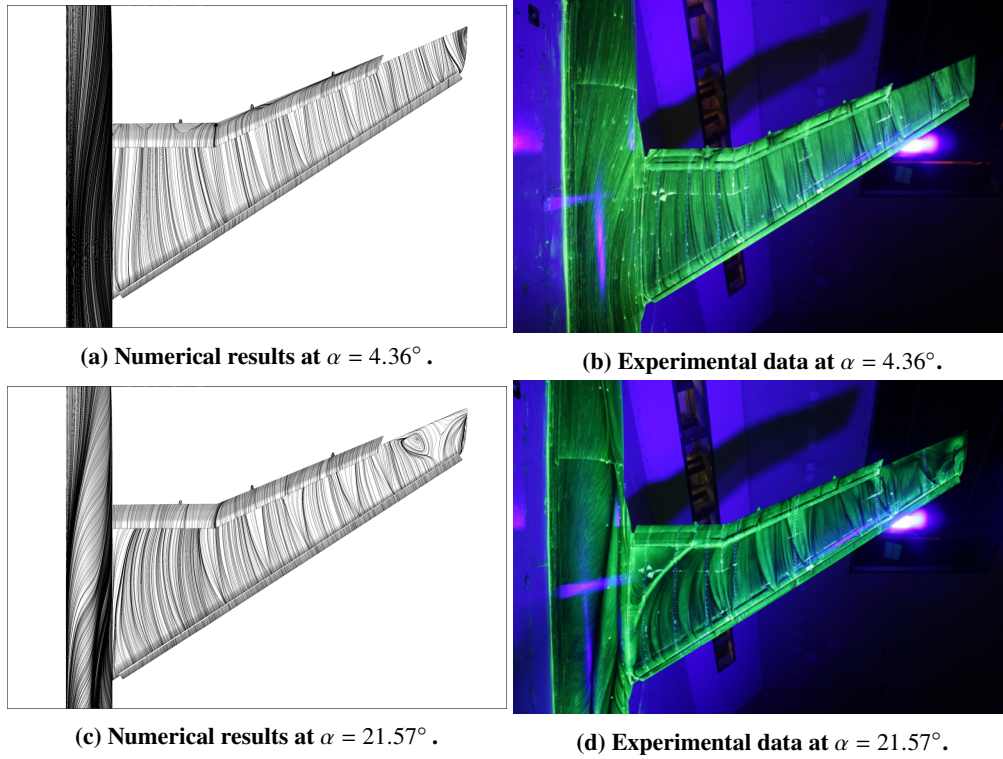 (a) Numerical results at α = 4.36° .
(b) Experimental data at α = 4.36°.
(c) Numerical results at α = 21.57° .
(d) Experimental data at α = 21.57°.